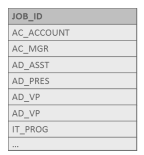 JOB_ID
AC_ACCOUNT
AC_MGR
AD_ASST
AD_PRES
AD_VP
AD_VP
IT_PROG
...